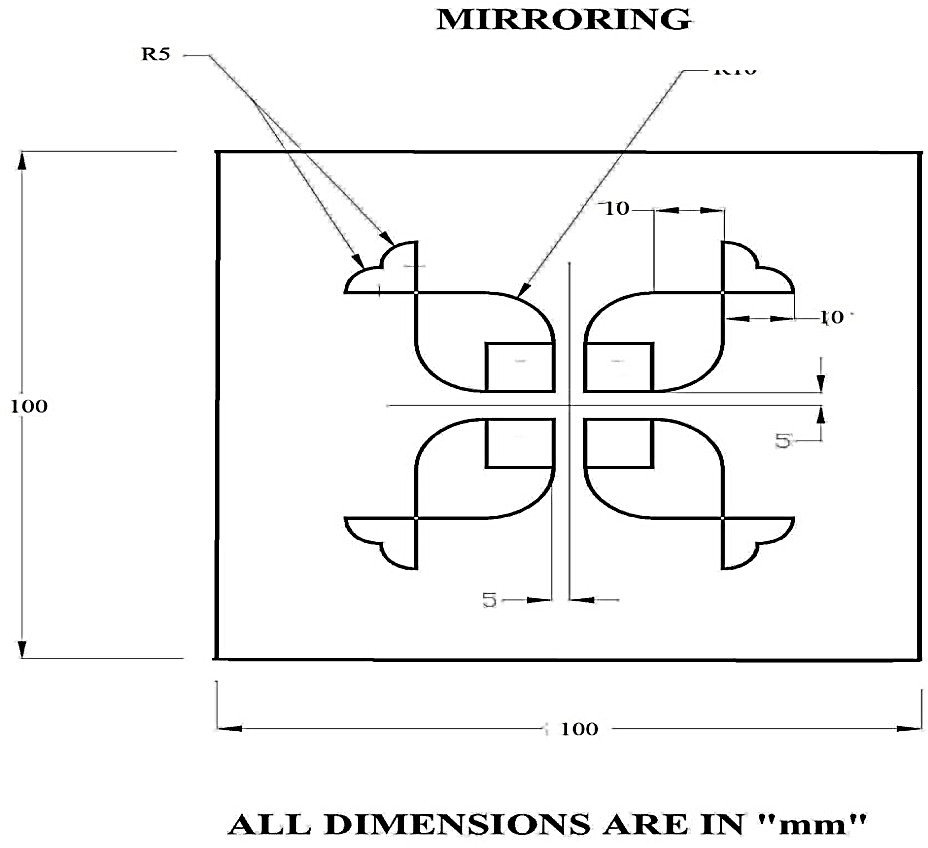 MIRRORING
R5
10
10
100
5
5
100
ALL DIMENSIONS ARE IN "mm"